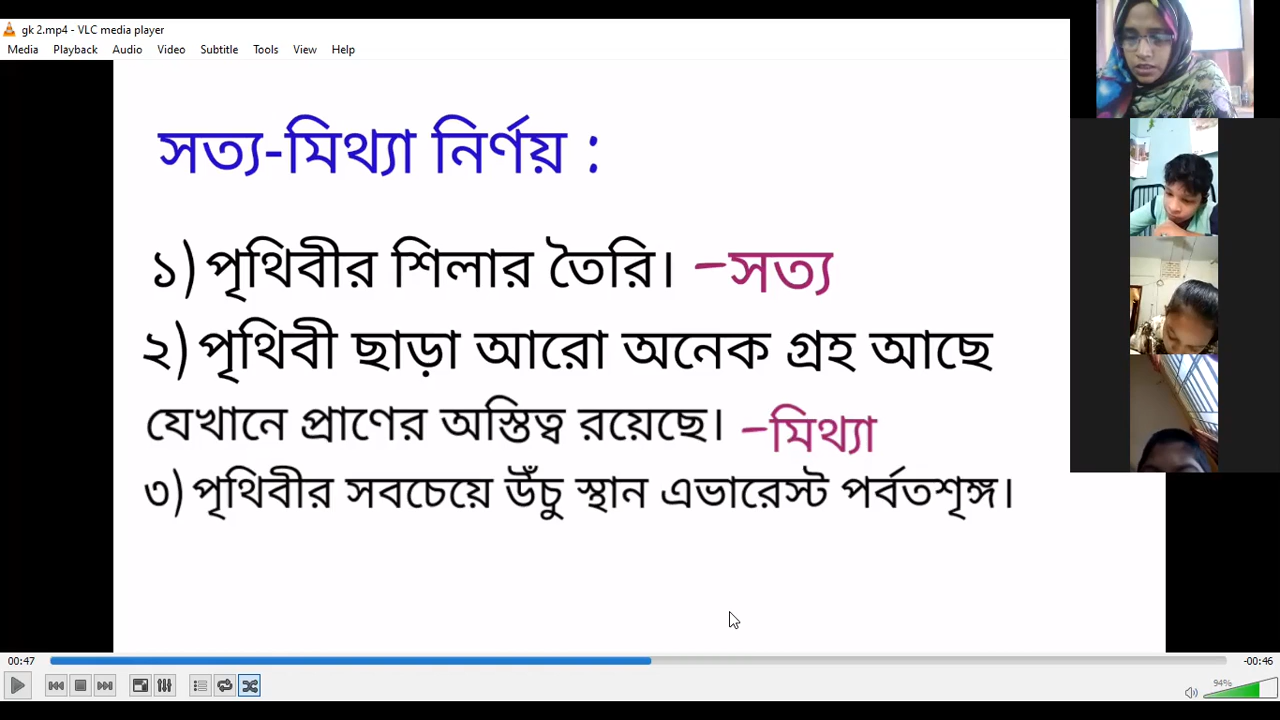 gk 2.mp4 - VLC media player
Media Playback Audio Video Subtitle Tools View Help
সত্য-মিথ্যা নির্ণয় :
১) পৃথিবীর শিলার তৈরি। –সত্য
২) পৃথিবী ছাড়া আরো অনেক গ্রহ আছে
যেখানে প্রাণের অস্তিত্ব রয়েছে। –মিথ্যা
৩) পৃথিবীর সবচেয়ে উঁচু স্থান এভারেস্ট পর্বতশৃঙ্গ।
00:47 -00:46
94%